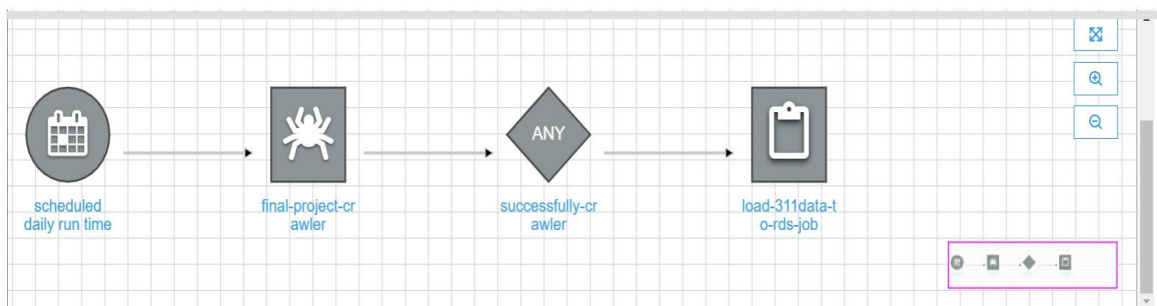 ANY
scheduled
daily run time
final-project-cr
awler
successfully-cr
awler
load-311data-t
o-rds-job